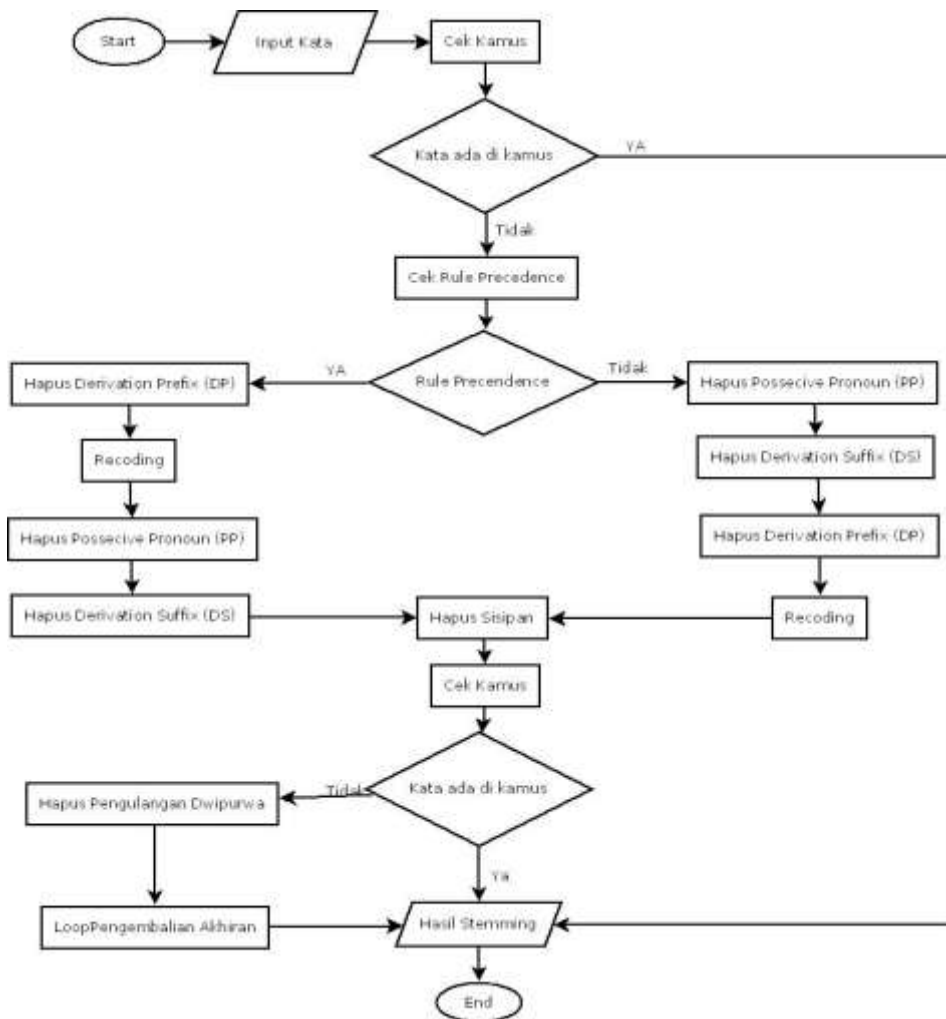 Start
Input Kata
Cek Kamus
Kata ada di kamus
YA
Tidak
Cek Rule Precedence
Rule Precendence
YA
Tidak
Hapus Derivation Prefix (DP)
Hapus Possecive Pronoun (PP)
Recoding
Hapus Derivation Suffix (DS)
Hapus Possecive Pronoun (PP)
Hapus Derivation Prefix (DP)
Hapus Derivation Suffix (DS)
Hapus Sisipan
Recoding
Cek Kamus
Kata ada di kamus
Tidak
Hapus Pengulangan Dwipurwa
Ya
LoopPengembalian Akhiran
Hasil Stemming
End